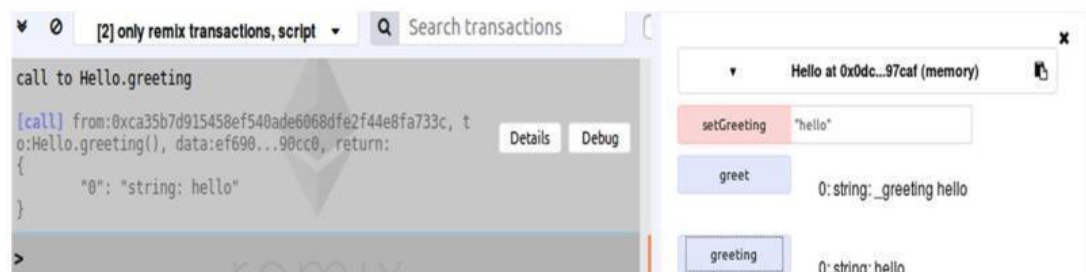 [2] only remix transactions, script
Search transactions
call to Hello.greeting
[call] from:0xca35b7d915458ef540ade6068dfe2f44e8fa733c, t
o:Hello.greeting(), data:ef690...90cc0, return:
{
"0": "string: hello"
}
Details
Debug
>
remix
Hello at 0x0dc...97caf (memory)
setGreeting
"hello"
greet
0: string: _greeting hello
greeting
0: string: hello